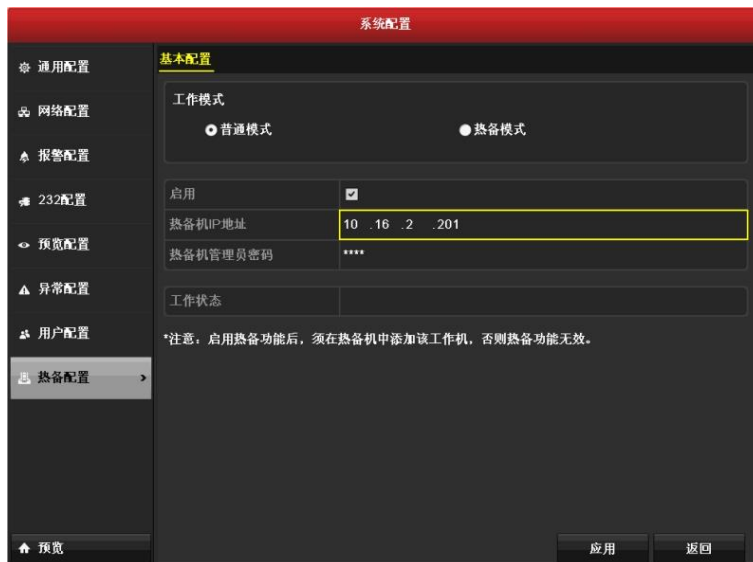 系统配置
通用配置
网络配置
报警配置
232配置
预览配置
异常配置
用户配置
热备配置
预览
基本配置
工作模式
普通模式 热备模式
启用
热备机IP地址 10 .16 .2 .201
热备机管理员密码 ****
工作状态
*注意：启用热备功能后，须在热备机中添加该工作机，否则热备功能无效。
应用 返回